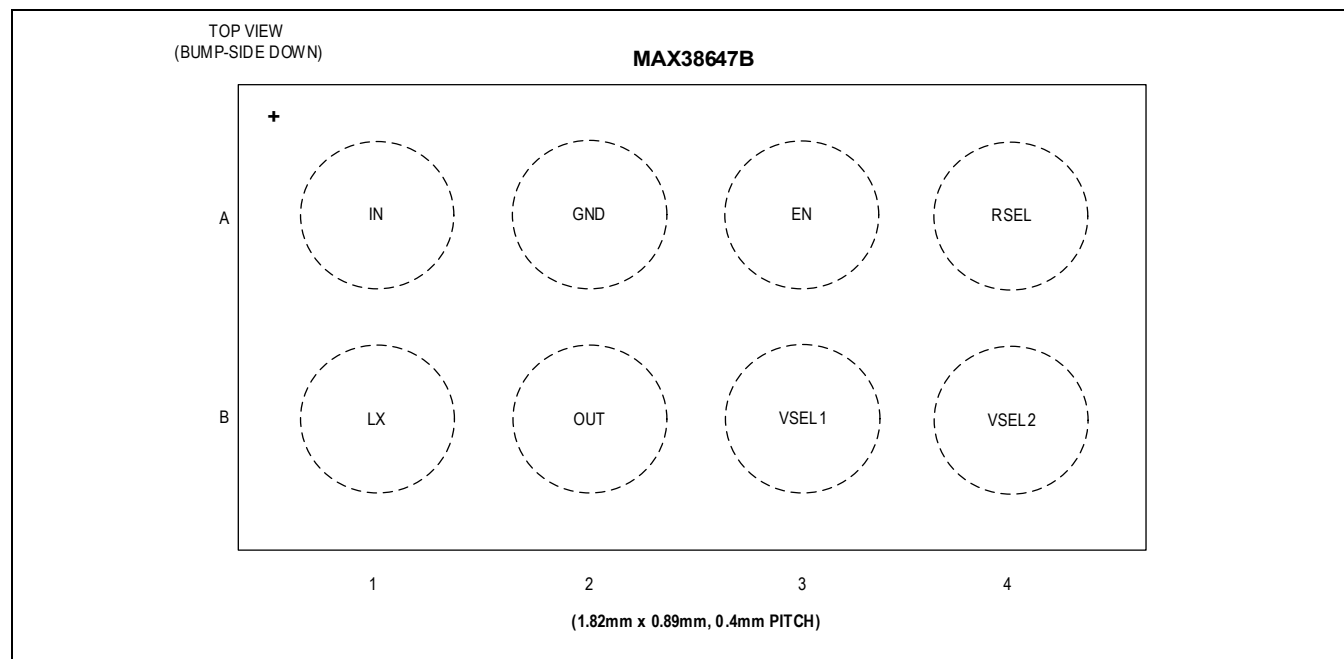 TOP VIEW
(BUMP-SIDE DOWN)
MAX38647B
+
A
IN
GND
EN
RSEL
B
LX
OUT
VSEL1
VSEL2
1
2
3
4
(1.82mm x 0.89mm, 0.4mm PITCH)